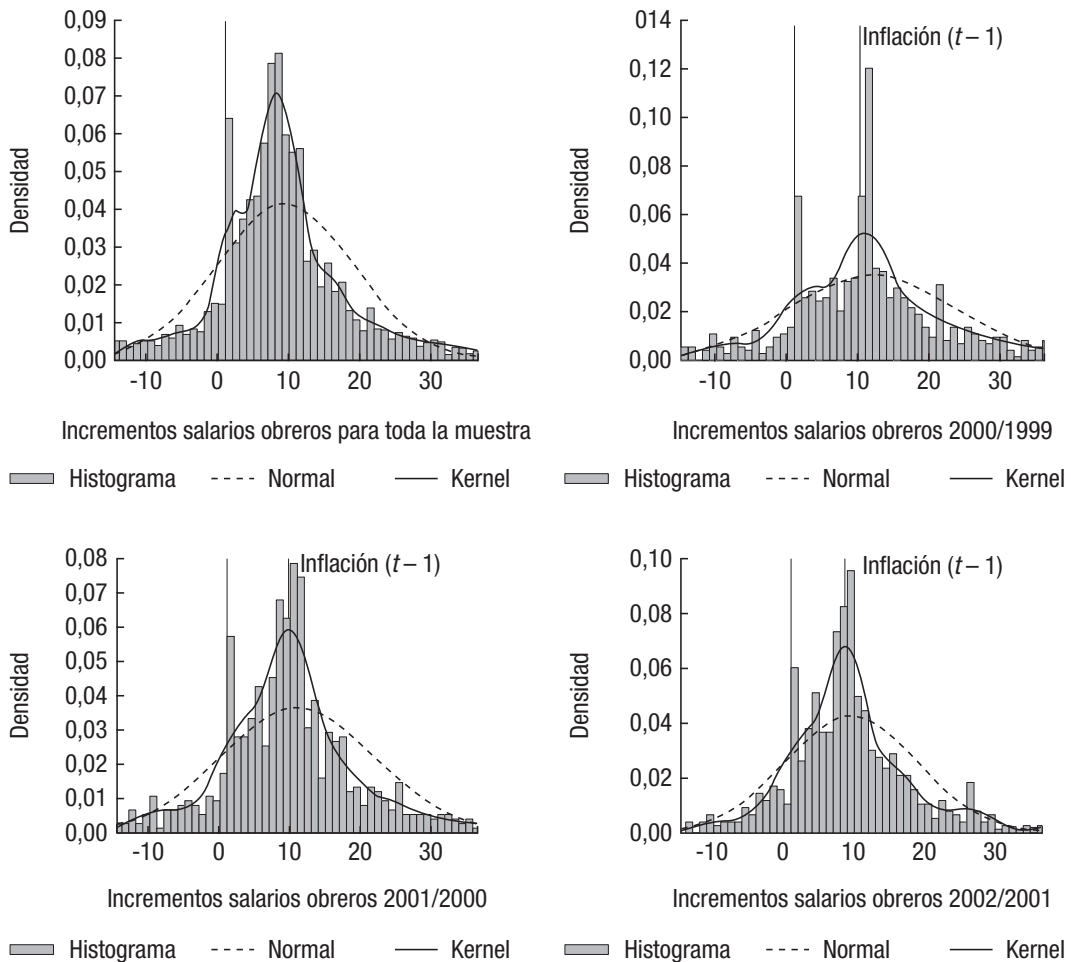 0,09
0,08
0,07
0,06
0,05
0,04
0,03
0,02
0,01
0,00
Densidad
-10 0 10 20 30
Incrementos salarios obreros para toda la muestra
Histograma Normal Kernel
014
0,12
0,10
0,08
0,06
0,04
0,02
0,00
Densidad
Inflación (t – 1)
-10 0 10 20 30
Incrementos salarios obreros 2000/1999
Histograma Normal Kernel
0,08
0,07
0,06
0,05
0,04
0,03
0,02
0,01
0,00
Densidad
Inflación (t – 1)
-10 0 10 20 30
Incrementos salarios obreros 2001/2000
Histograma Normal Kernel
0,10
0,08
0,06
0,04
0,02
0,00
Densidad
Inflación (t – 1)
-10 0 10 20 30
Incrementos salarios obreros 2002/2001
Histograma Normal Kernel